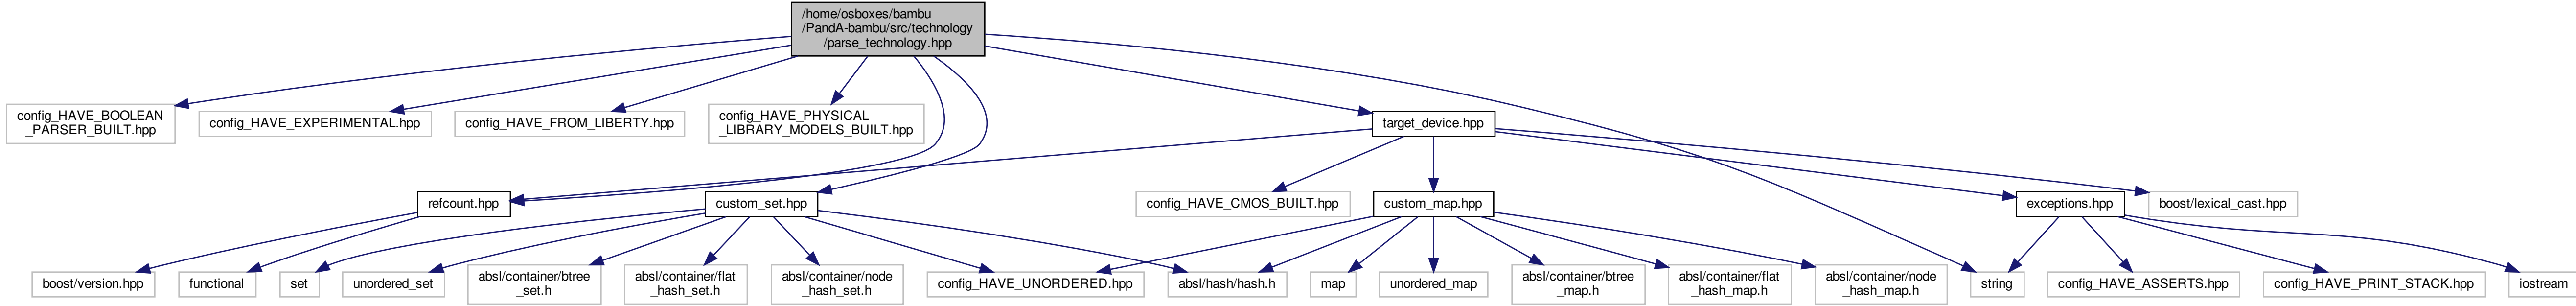 /home/osboxes/bambu
/PandA-bambu/src/technology
/parse_technology.hpp
config_HAVE_BOOLEAN
_PARSER_BUILT.hpp
config_HAVE_EXPERIMENTAL.hpp
config_HAVE_FROM_LIBERTY.hpp
config_HAVE_PHYSICAL
_LIBRARY_MODELS_BUILT.hpp
target_device.hpp
refcount.hpp
custom_set.hpp
config_HAVE_CMOS_BUILT.hpp
custom_map.hpp
exceptions.hpp
boost/lexical_cast.hpp
boost/version.hpp
functional
set
unordered_set
absl/container/btree
_set.h
absl/container/flat
_hash_set.h
absl/container/node
_hash_set.h
config_HAVE_UNORDERED.hpp
absl/hash/hash.h
map
unordered_map
absl/container/btree
_map.h
absl/container/flat
_hash_map.h
absl/container/node
_hash_map.h
string
config_HAVE_ASSERTS.hpp
config_HAVE_PRINT_STACK.hpp
iostream